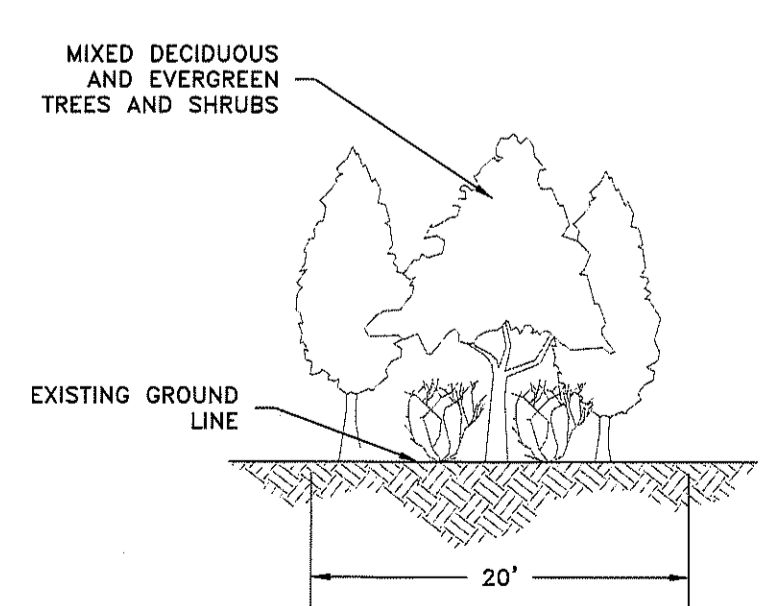 MIXED DECIDUOUS
AND EVERGREEN
TREES AND SHRUBS
EXISTING GROUND
LINE
20'